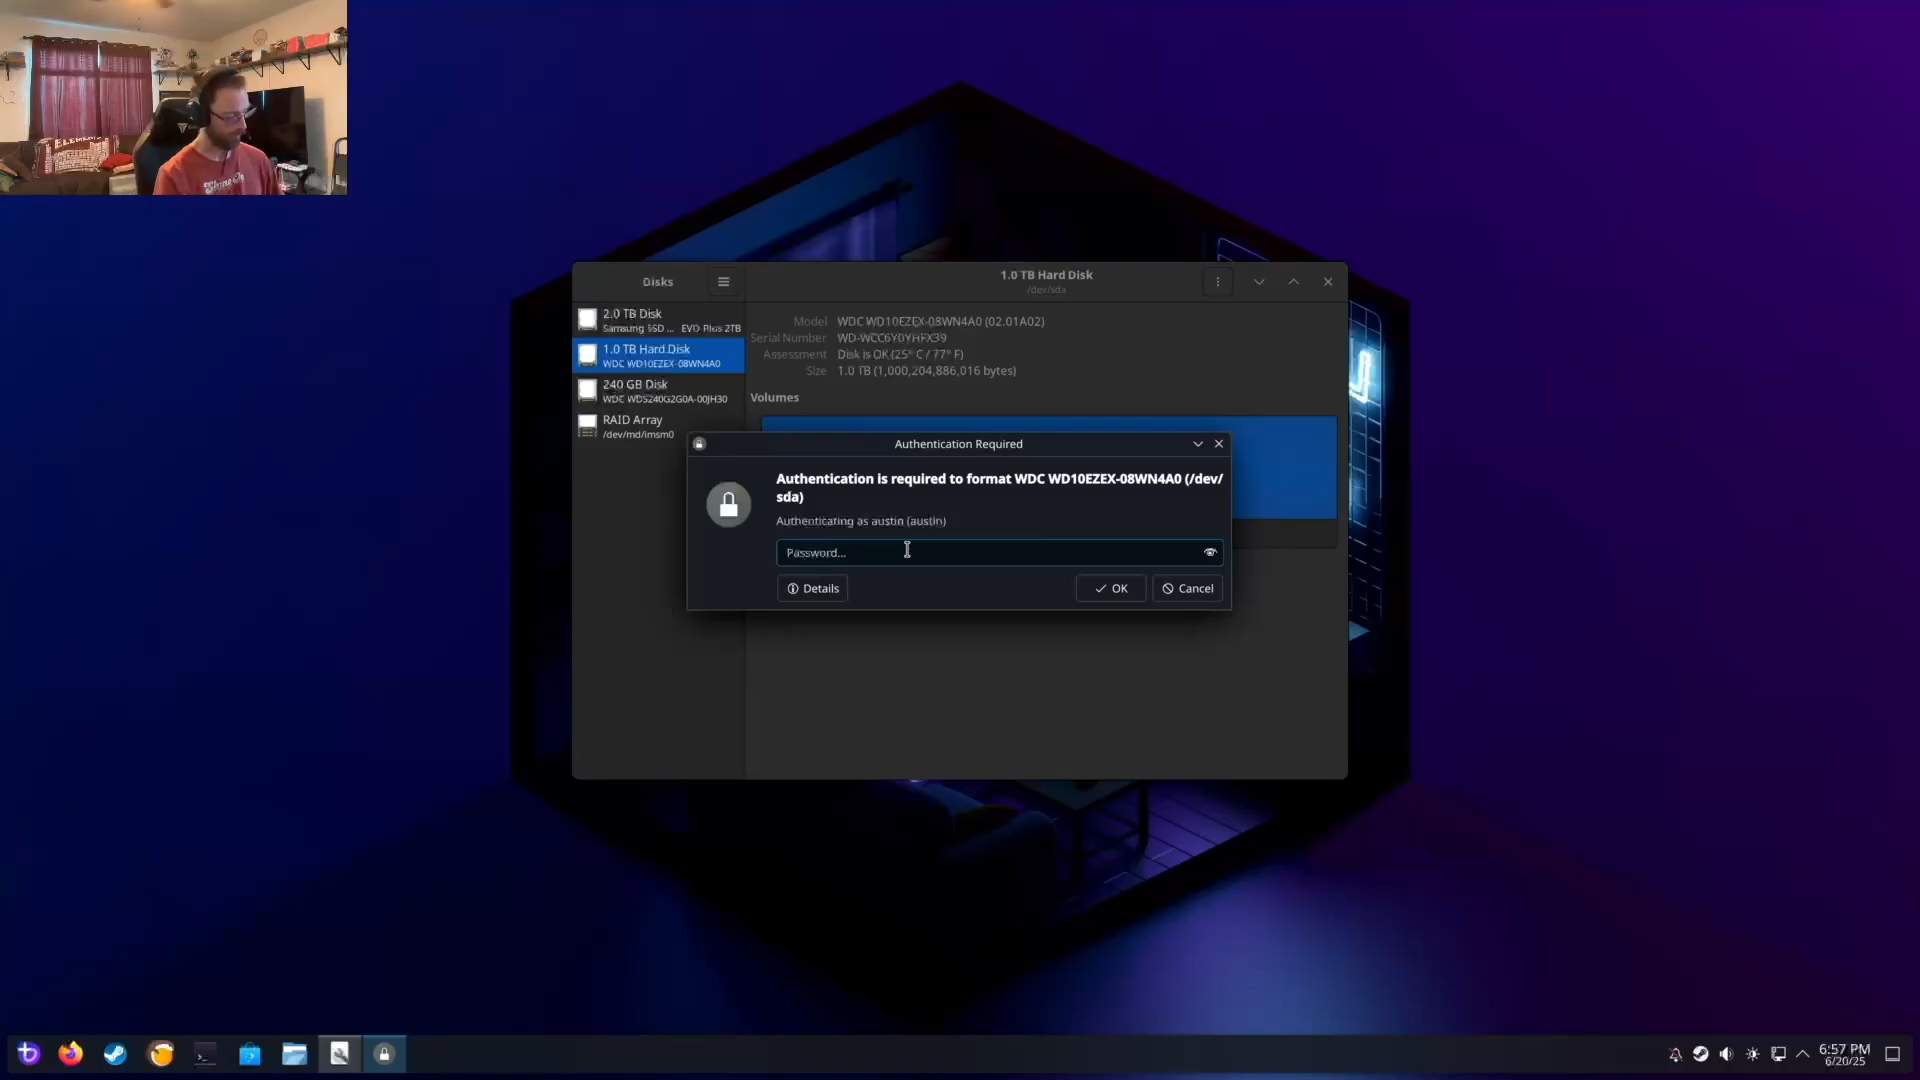 ELEMENT
Shine On
Disks
1.0 TB Hard Disk
/dev/sda
2.0 TB Disk
Samsung SSD ... EVO Plus 2TB
1.0 TB Hard Disk
WDC WD10EZEX-08WN4A0
240 GB Disk
WDC WDS240G2G0A-00JH30
RAID Array
/dev/md/imsm0
Model WDC WD10EZEX-08WN4A0 (02.01A02)
Serial Number WD-WCC6Y0YHFX39
Assessment Disk is OK (25° C / 77° F)
Size 1.0 TB (1,000,204,886,016 bytes)
Volumes
Authentication Required
Authentication is required to format WDC WD10EZEX-08WN4A0 (/dev/
sda)
Authenticating as austin (austin)
Password...
Details
OK
Cancel
6:57 PM
6/20/25